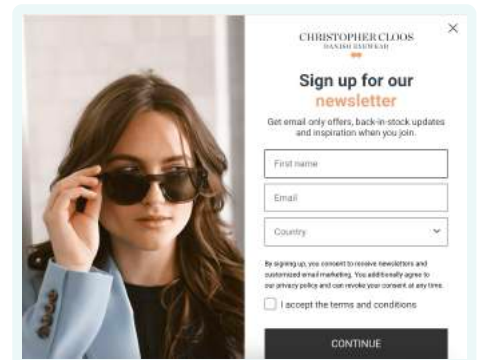 CHRISTOPHER CLOOS
DANISH EYEWEAR
Sign up for our
newsletter
Get email only offers, back-in-stock updates
and inspiration when you join.
First name
Email
Country
By signing up, you consent to receive newsletters and
customized email marketing. You additionally agree to
our privacy policy and can revoke your consent at any time.
I accept the terms and conditions
CONTINUE